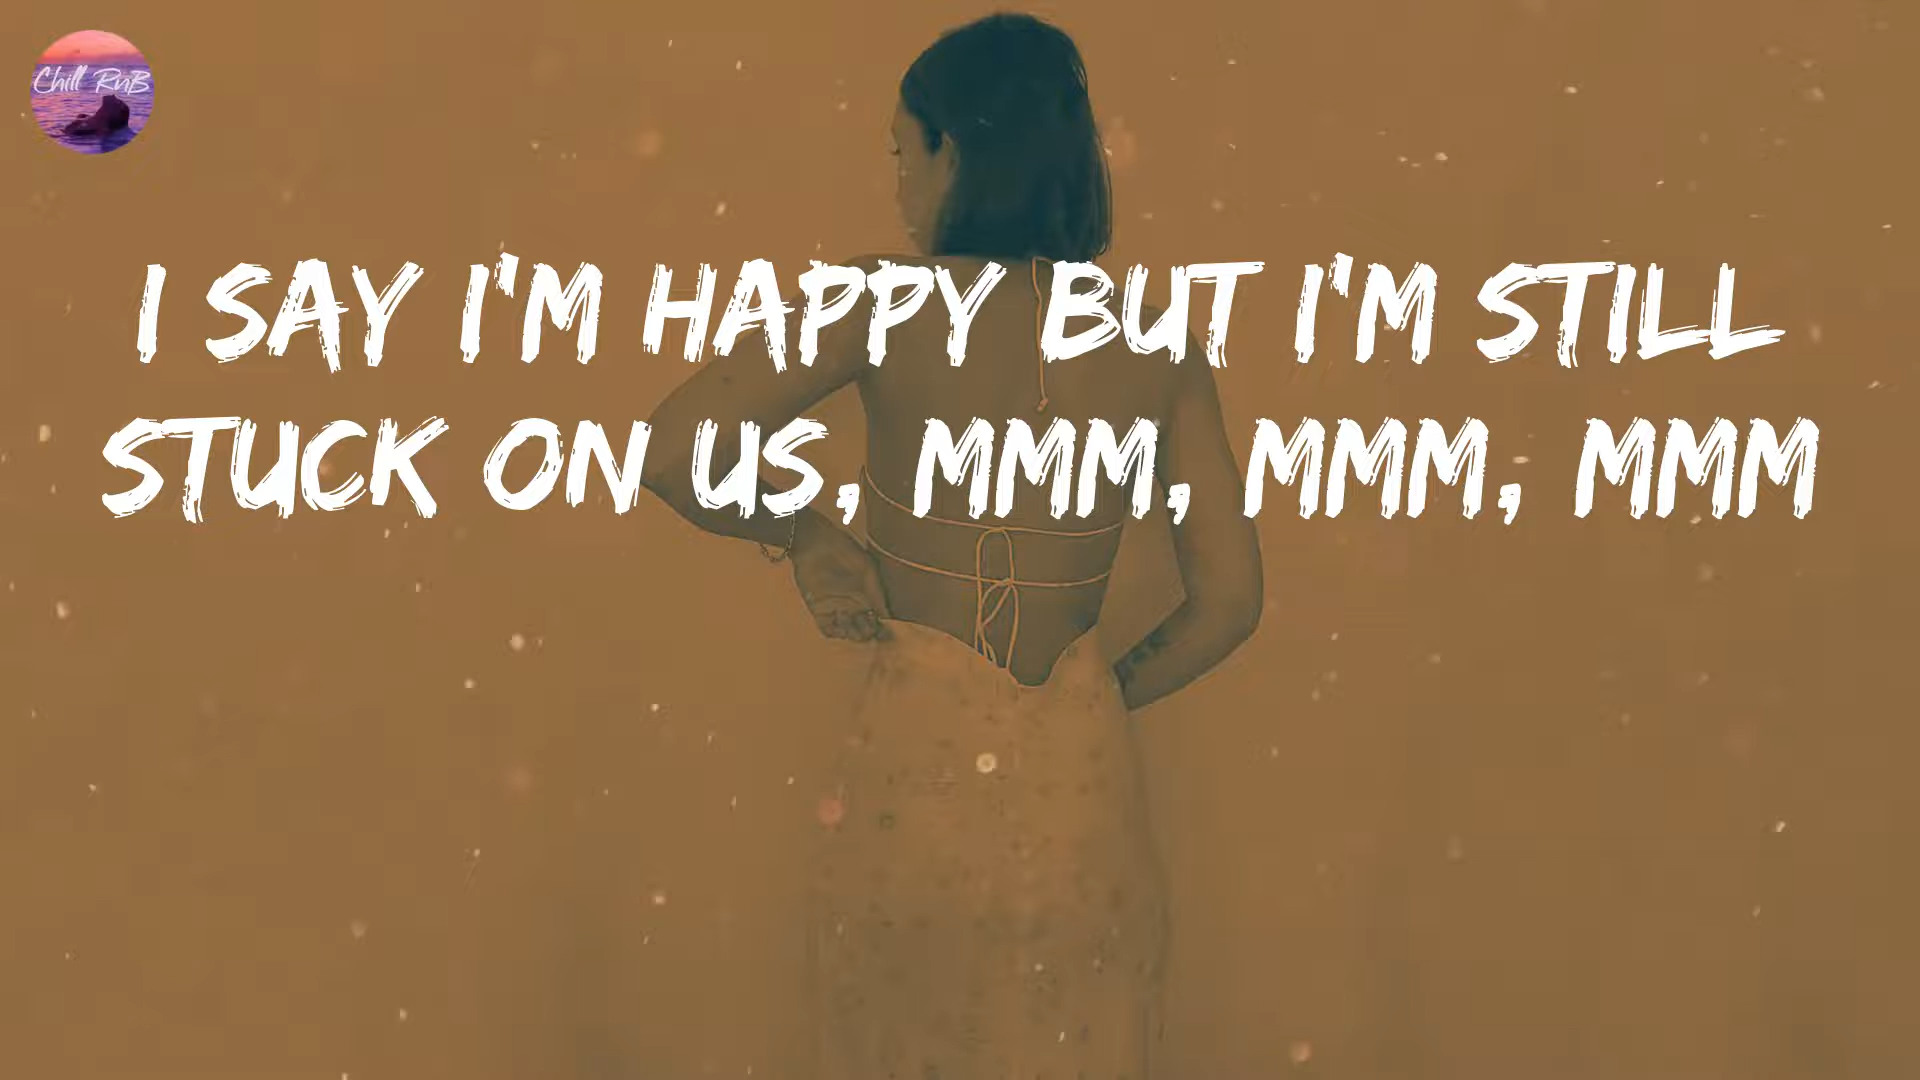 Chill RnB
I SAY I'M HAPPY BUT I'M STILL
STUCK ON US, MMM, MMM, MMM